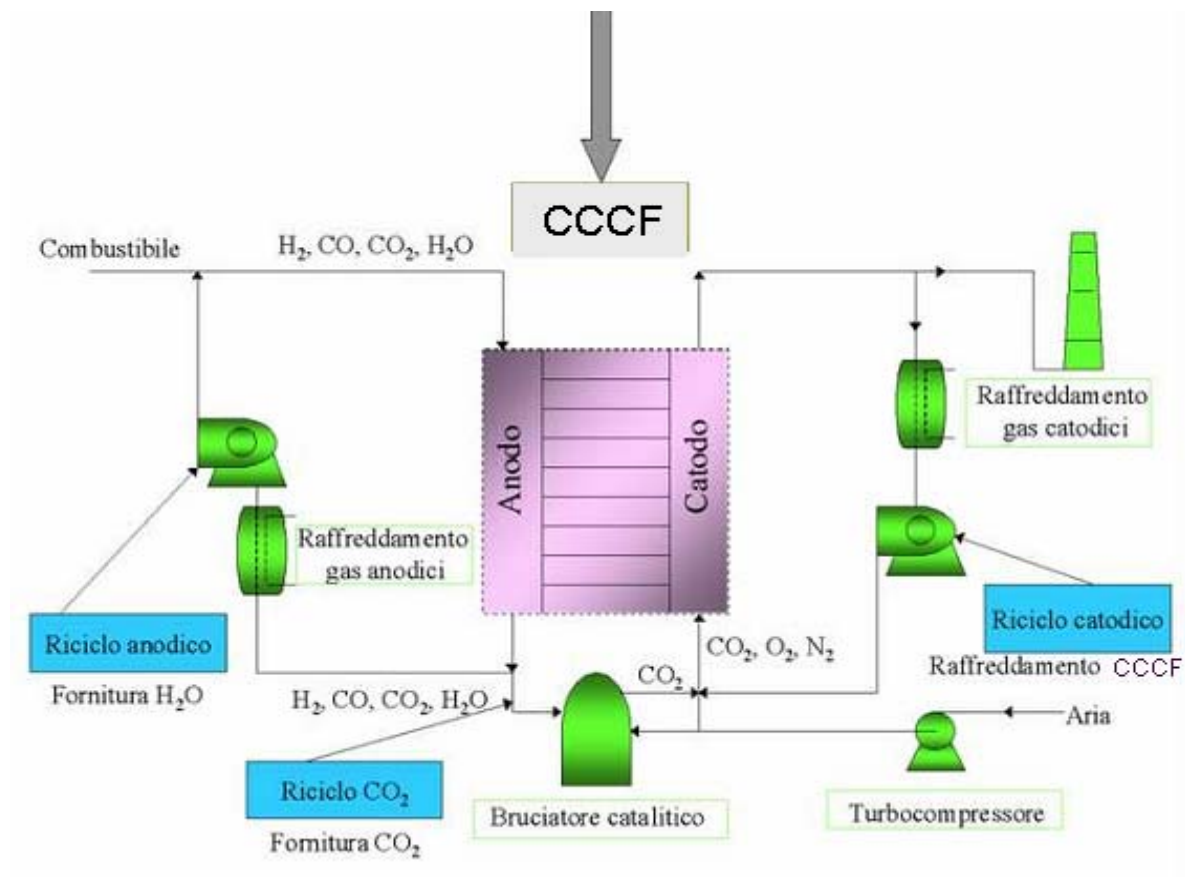 CCCF
Combustibile
H₂, CO, CO₂, H₂O
Raffreddamento
gas catodici
Anodo
Catodo
Raffreddamento
gas anodici
Riciclo anodico
Fornitura H₂O
Riciclo catodico
Raffreddamento CCCF
CO₂, O₂, N₂
CO₂
H₂, CO, CO₂, H₂O
Aria
Riciclo CO₂
Fornitura CO₂
Bruciatore catalitico
Turbocompressore